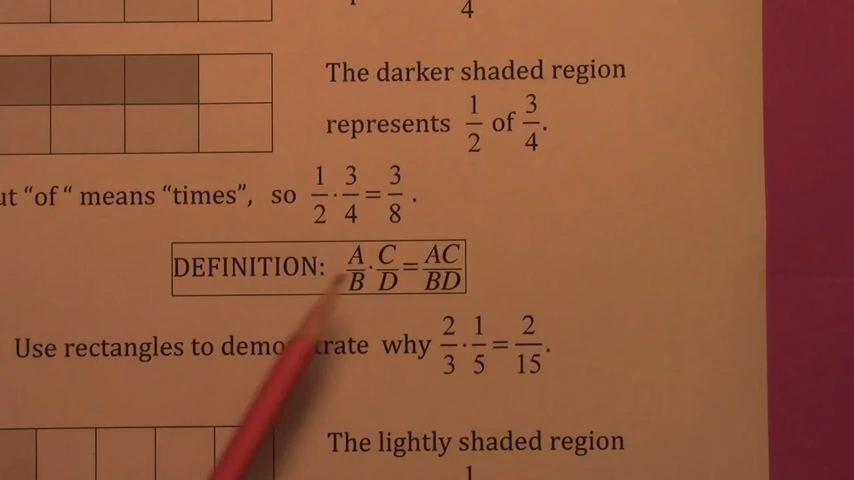 4
The darker shaded region
represents 1/2 of 3/4.
"of " means "times", so 1/2 · 3/4 = 3/8 .
DEFINITION: A/B · C/D = AC/BD
Use rectangles to demonstrate why 2/3 · 1/5 = 2/15.
The lightly shaded region
1